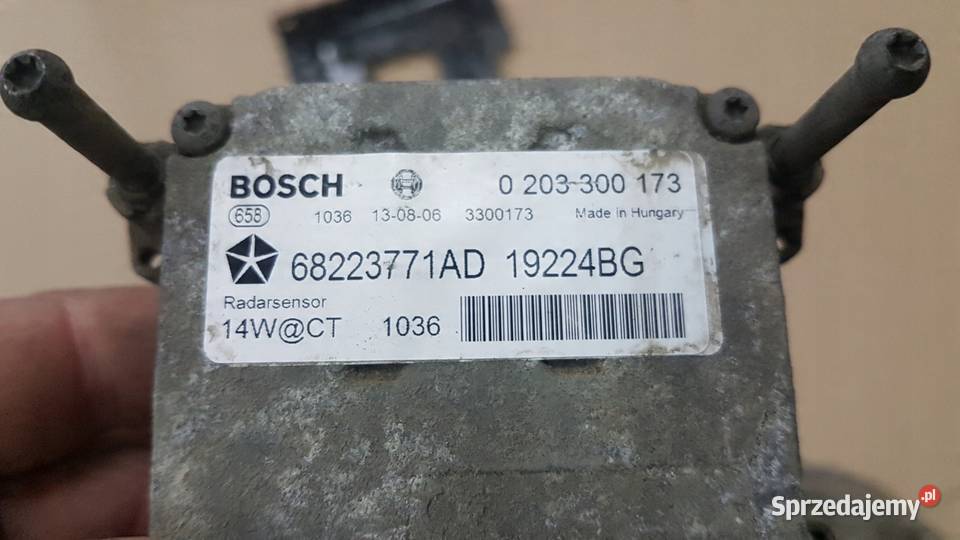 BOSCH 0 203 300 173
658 1036 13-08-06 3300173 Made in Hungary
68223771AD 19224BG
Radarsensor
14W@CT 1036
Sprzedajemy.pl